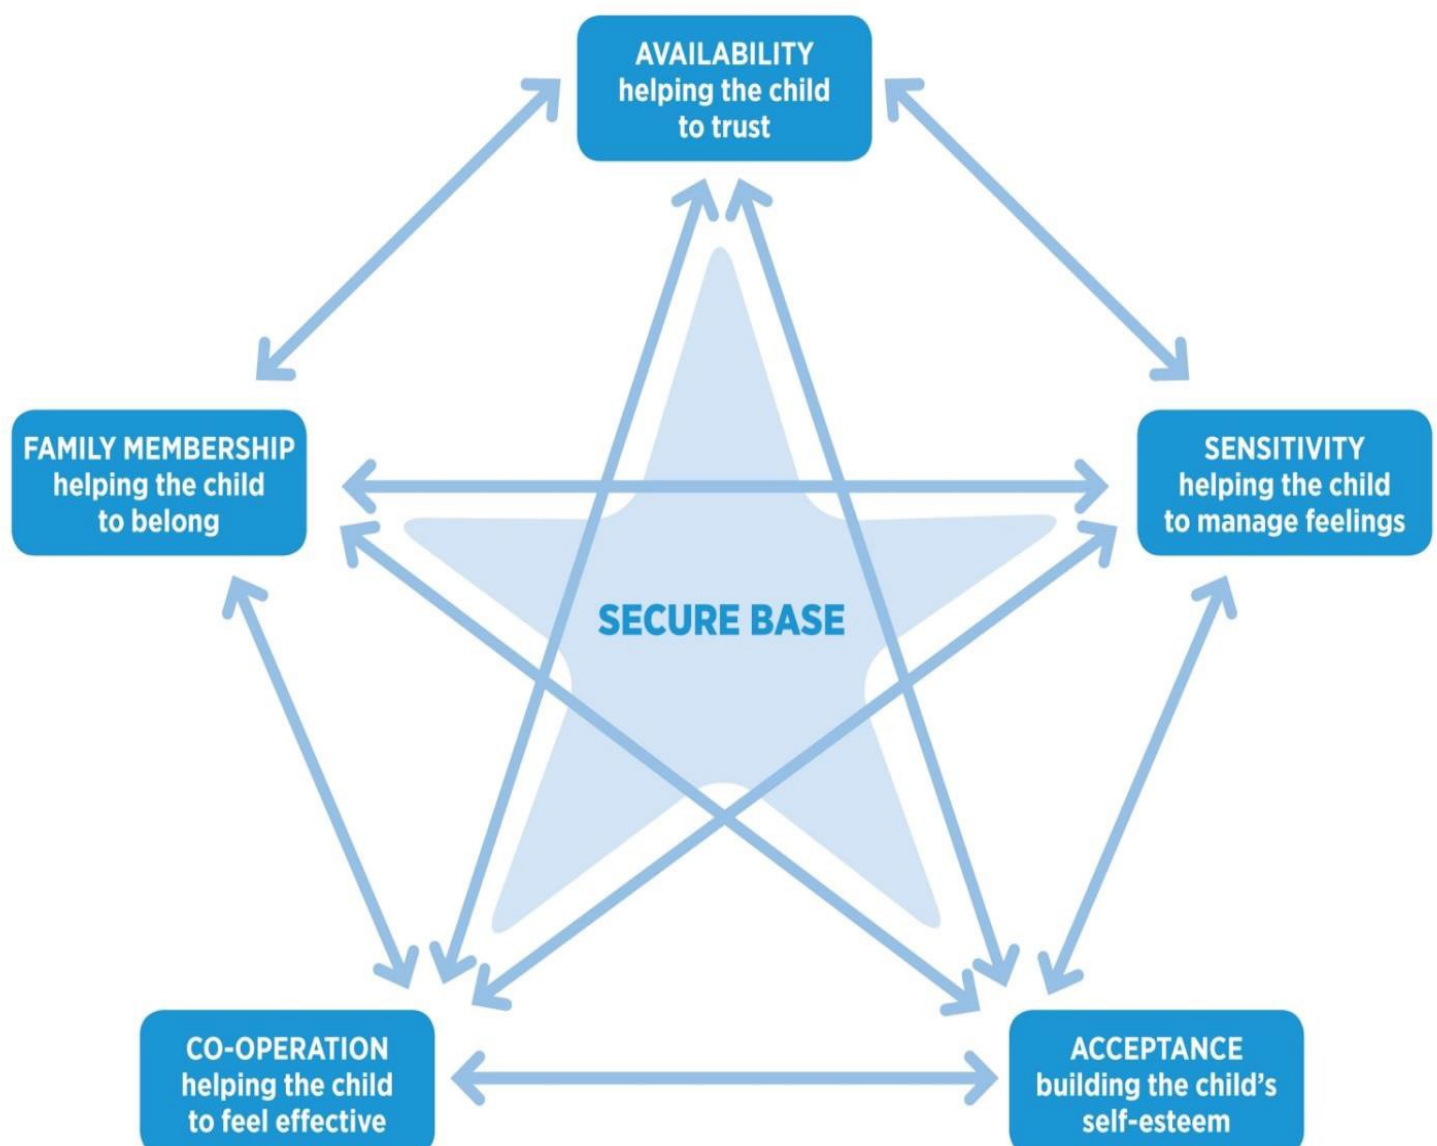 AVAILABILITY
helping the child
to trust
FAMILY MEMBERSHIP
helping the child
to belong
SENSITIVITY
helping the child
to manage feelings
SECURE BASE
CO-OPERATION
helping the child
to feel effective
ACCEPTANCE
building the child’s
self-esteem